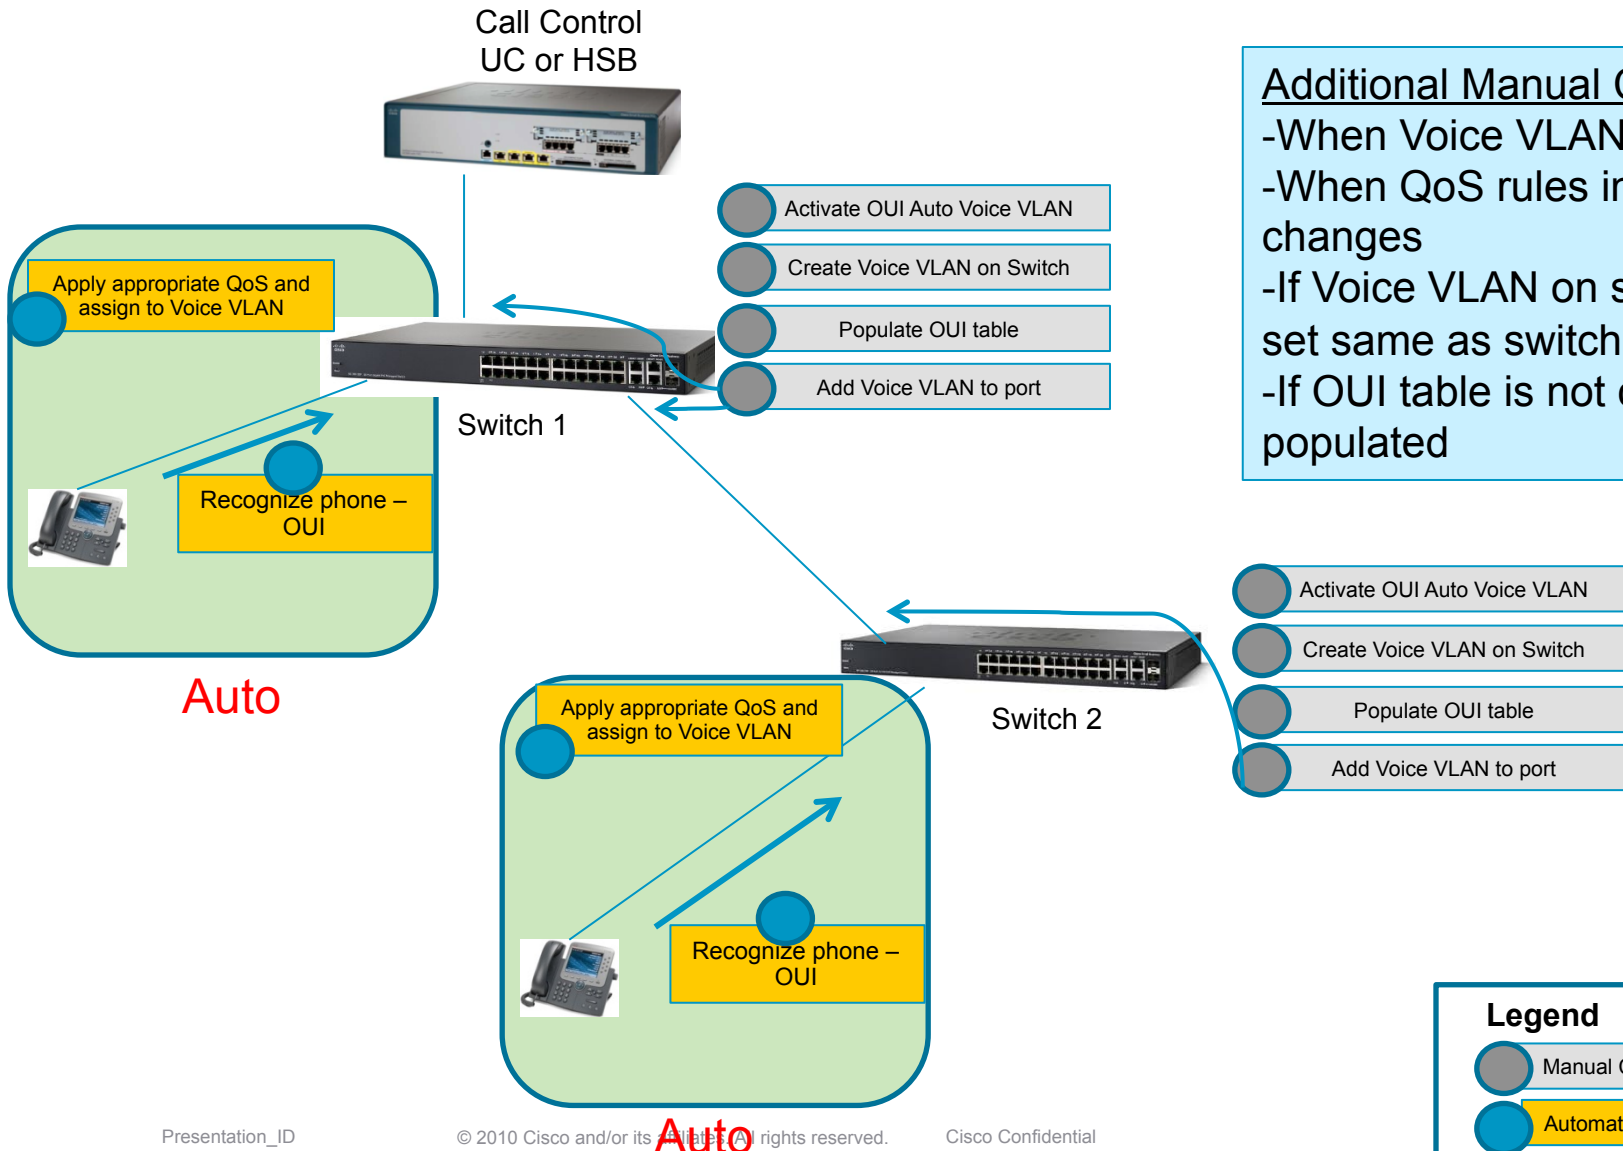 Call Control
UC or HSB
Additional Manual
-When Voice VLAN
-When QoS rules
changes
-If Voice VLAN on
set same as switch
-If OUI table is not
populated
Activate OUI Auto Voice VLAN
Create Voice VLAN on Switch
Populate OUI table
Add Voice VLAN to port
Apply appropriate QoS and
assign to Voice VLAN
Switch 1
Recognize phone –
OUI
Auto
Activate OUI Auto Voice VLAN
Create Voice VLAN on Switch
Populate OUI table
Add Voice VLAN to port
Switch 2
Apply appropriate QoS and
assign to Voice VLAN
Recognize phone –
OUI
Auto
Legend
Manual
Presentation_ID
© 2010 Cisco and/or its affiliates. All rights reserved.
Cisco Confidential